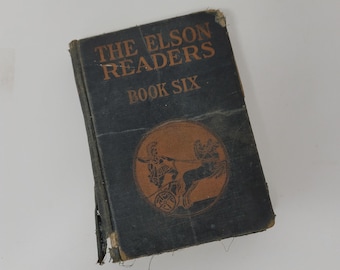 THE ELSON
READERS
BOOK SIX